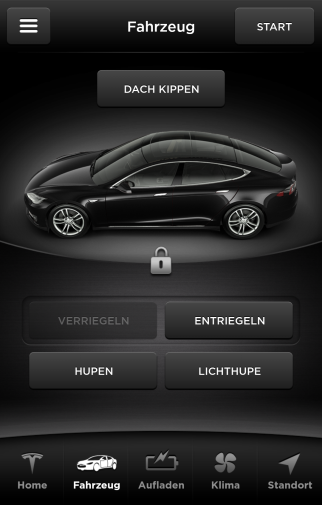 Fahrzeug
START
DACH KIPPEN
VERRIEGELN
ENTRIEGELN
HUPEN
LICHTHUPE
Home
Fahrzeug
Aufladen
Klima
Standort